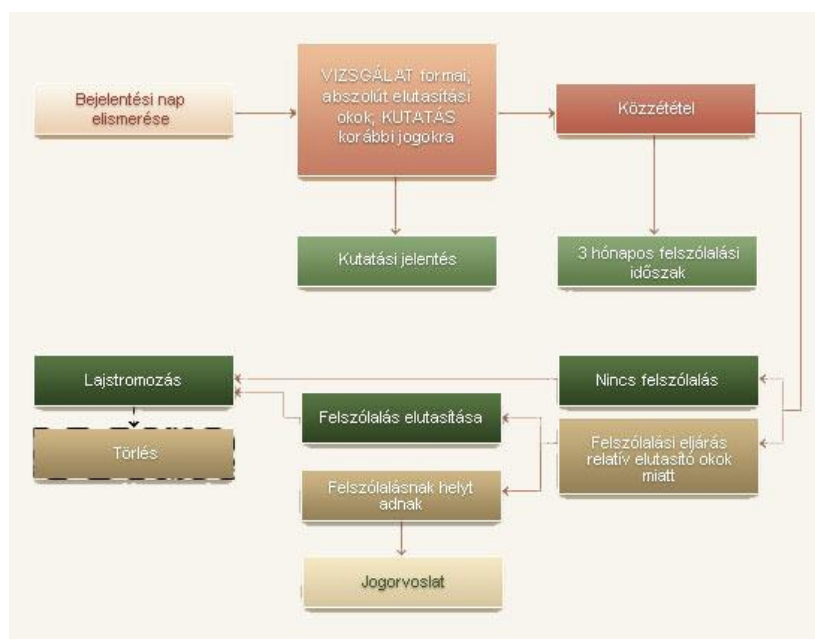 Bejelentési nap
elismerése
VIZSGÁLAT formai,
abszolút elutasítási
okok; KUTATÁS
korábbi jogokra
Közzététel
Kutatási jelentés
3 hónapos felszólalási
időszak
Lajstromozás
Nincs felszólalás
Felszólalás elutasítása
Törlés
Felszólalási eljárás
relatív elutasító okok
miatt
Felszólalásnak helyt
adnak
Jogorvoslat